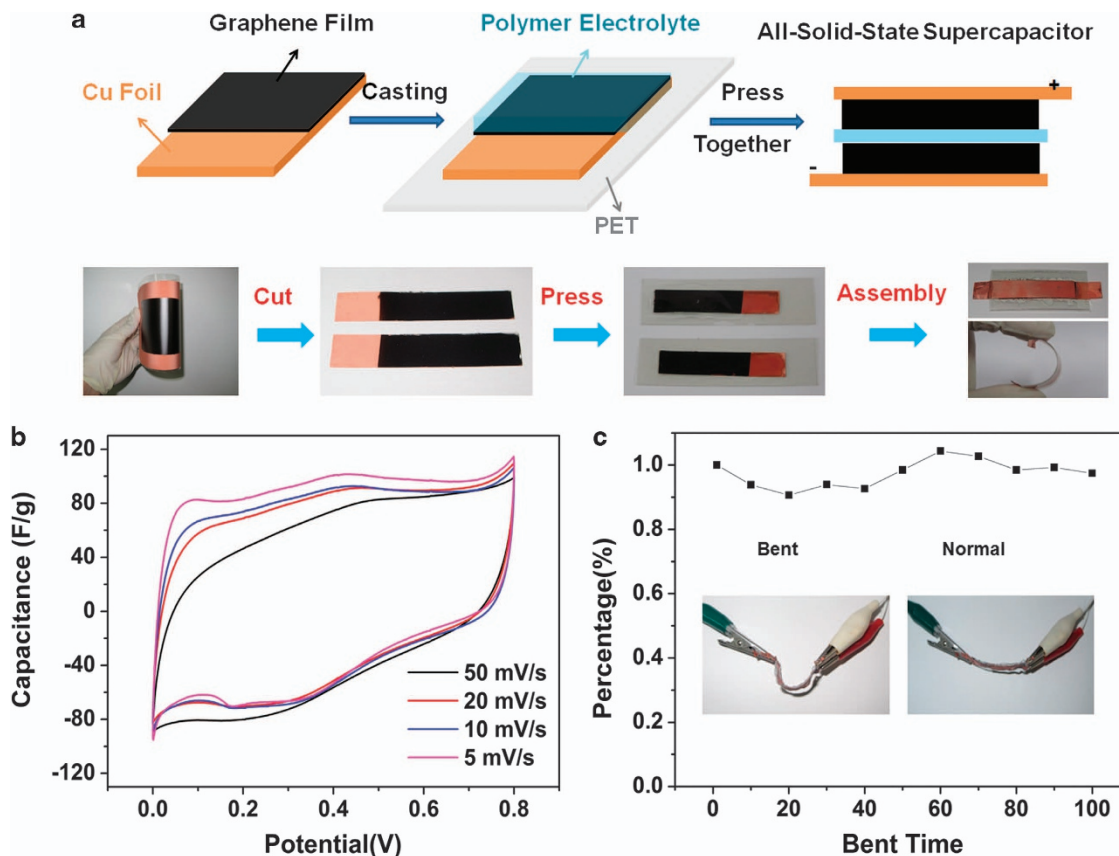 a
Graphene Film
Polymer Electrolyte
All-Solid-State Supercapacitor
Cu Foil
Casting
Press
Together
+
-
PET
Cut
Press
Assembly
b
120
80
40
0
-40
-80
-120
Capacitance (F/g)
50 mV/s
20 mV/s
10 mV/s
5 mV/s
0.0 0.2 0.4 0.6 0.8
Potential(V)
c
1.0
0.8
0.6
0.4
0.2
0.0
Percentage(%)
Bent
Normal
0 20 40 60 80 100
Bent Time